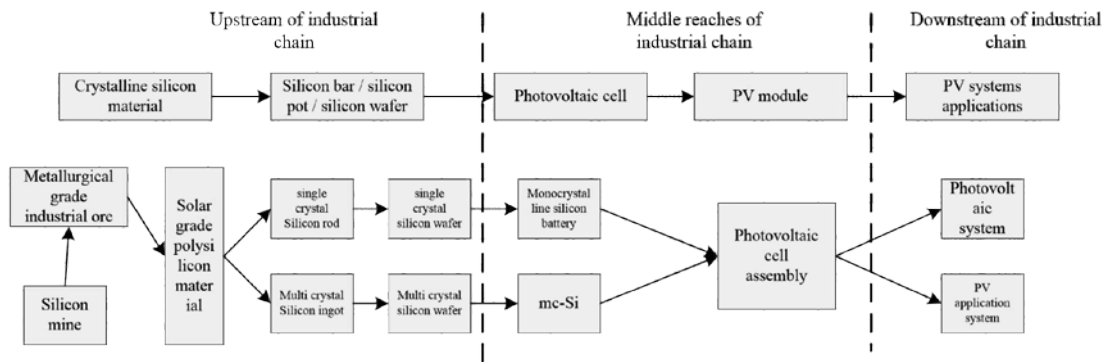 Upstream of industrial
chain
Middle reaches of
industrial chain
Downstream of industrial
chain
Crystalline silicon
material
Silicon bar / silicon
pot / silicon wafer
Photovoltaic cell
PV module
PV systems
applications
Metallurgical
grade
industrial ore
Silicon
mine
Solar
grade
polysi
licon
mater
ial
single
crystal
Silicon rod
single
crystal
silicon wafer
Monocrystal
line silicon
battery
Multi crystal
Silicon ingot
Multi crystal
silicon wafer
mc-Si
Photovoltaic
cell
assembly
Photovolt
aic
system
PV
application
system